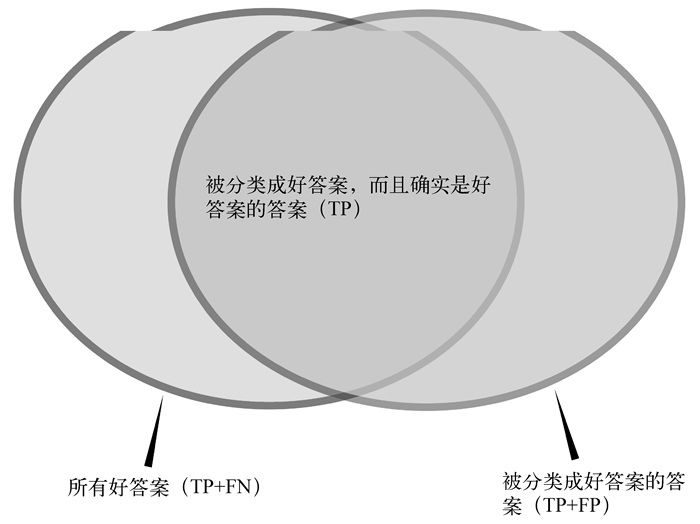 被分类成好答案，而且确实是好
答案的答案（TP）
所有好答案（TP+FN）
被分类成好答案的答
案（TP+FP）